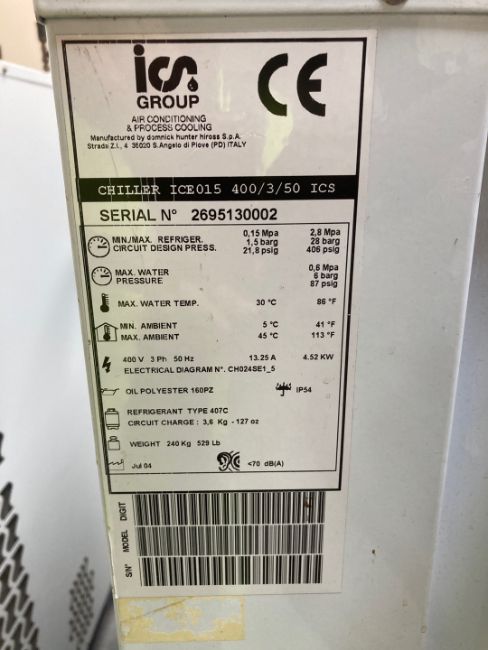 ics
GROUP
CE
AIR CONDITIONING
& PROCESS COOLING
Manufactured by domnick hunter hiross S.p.A.
Strada Z.I., 4 35020 S.Angelo di Piove (PD) ITALY
CHILLER ICE015 400/3/50 ICS
SERIAL N° 2695130002
MIN./MAX. REFRIGER. 0,15 Mpa 2,8 Mpa
CIRCUIT DESIGN PRESS. 1,5 barg 28 barg
21,8 psig 406 psig
MAX. WATER 0,6 Mpa
PRESSURE 6 barg
87 psig
MAX. WATER TEMP. 30 °C 86 °F
MIN. AMBIENT 5 °C 41 °F
MAX. AMBIENT 45 °C 113 °F
400 V 3 Ph 50 Hz 13.25 A 4.52 KW
ELECTRICAL DIAGRAM N°. CH024SE1_5
OIL POLYESTER 160PZ IP54
REFRIGERANT TYPE 407C
CIRCUIT CHARGE : 3,6 Kg - 127 oz
WEIGHT 240 Kg 529 Lb
Jul 04 <70 dB(A)
S/N° MODEL DIGIT